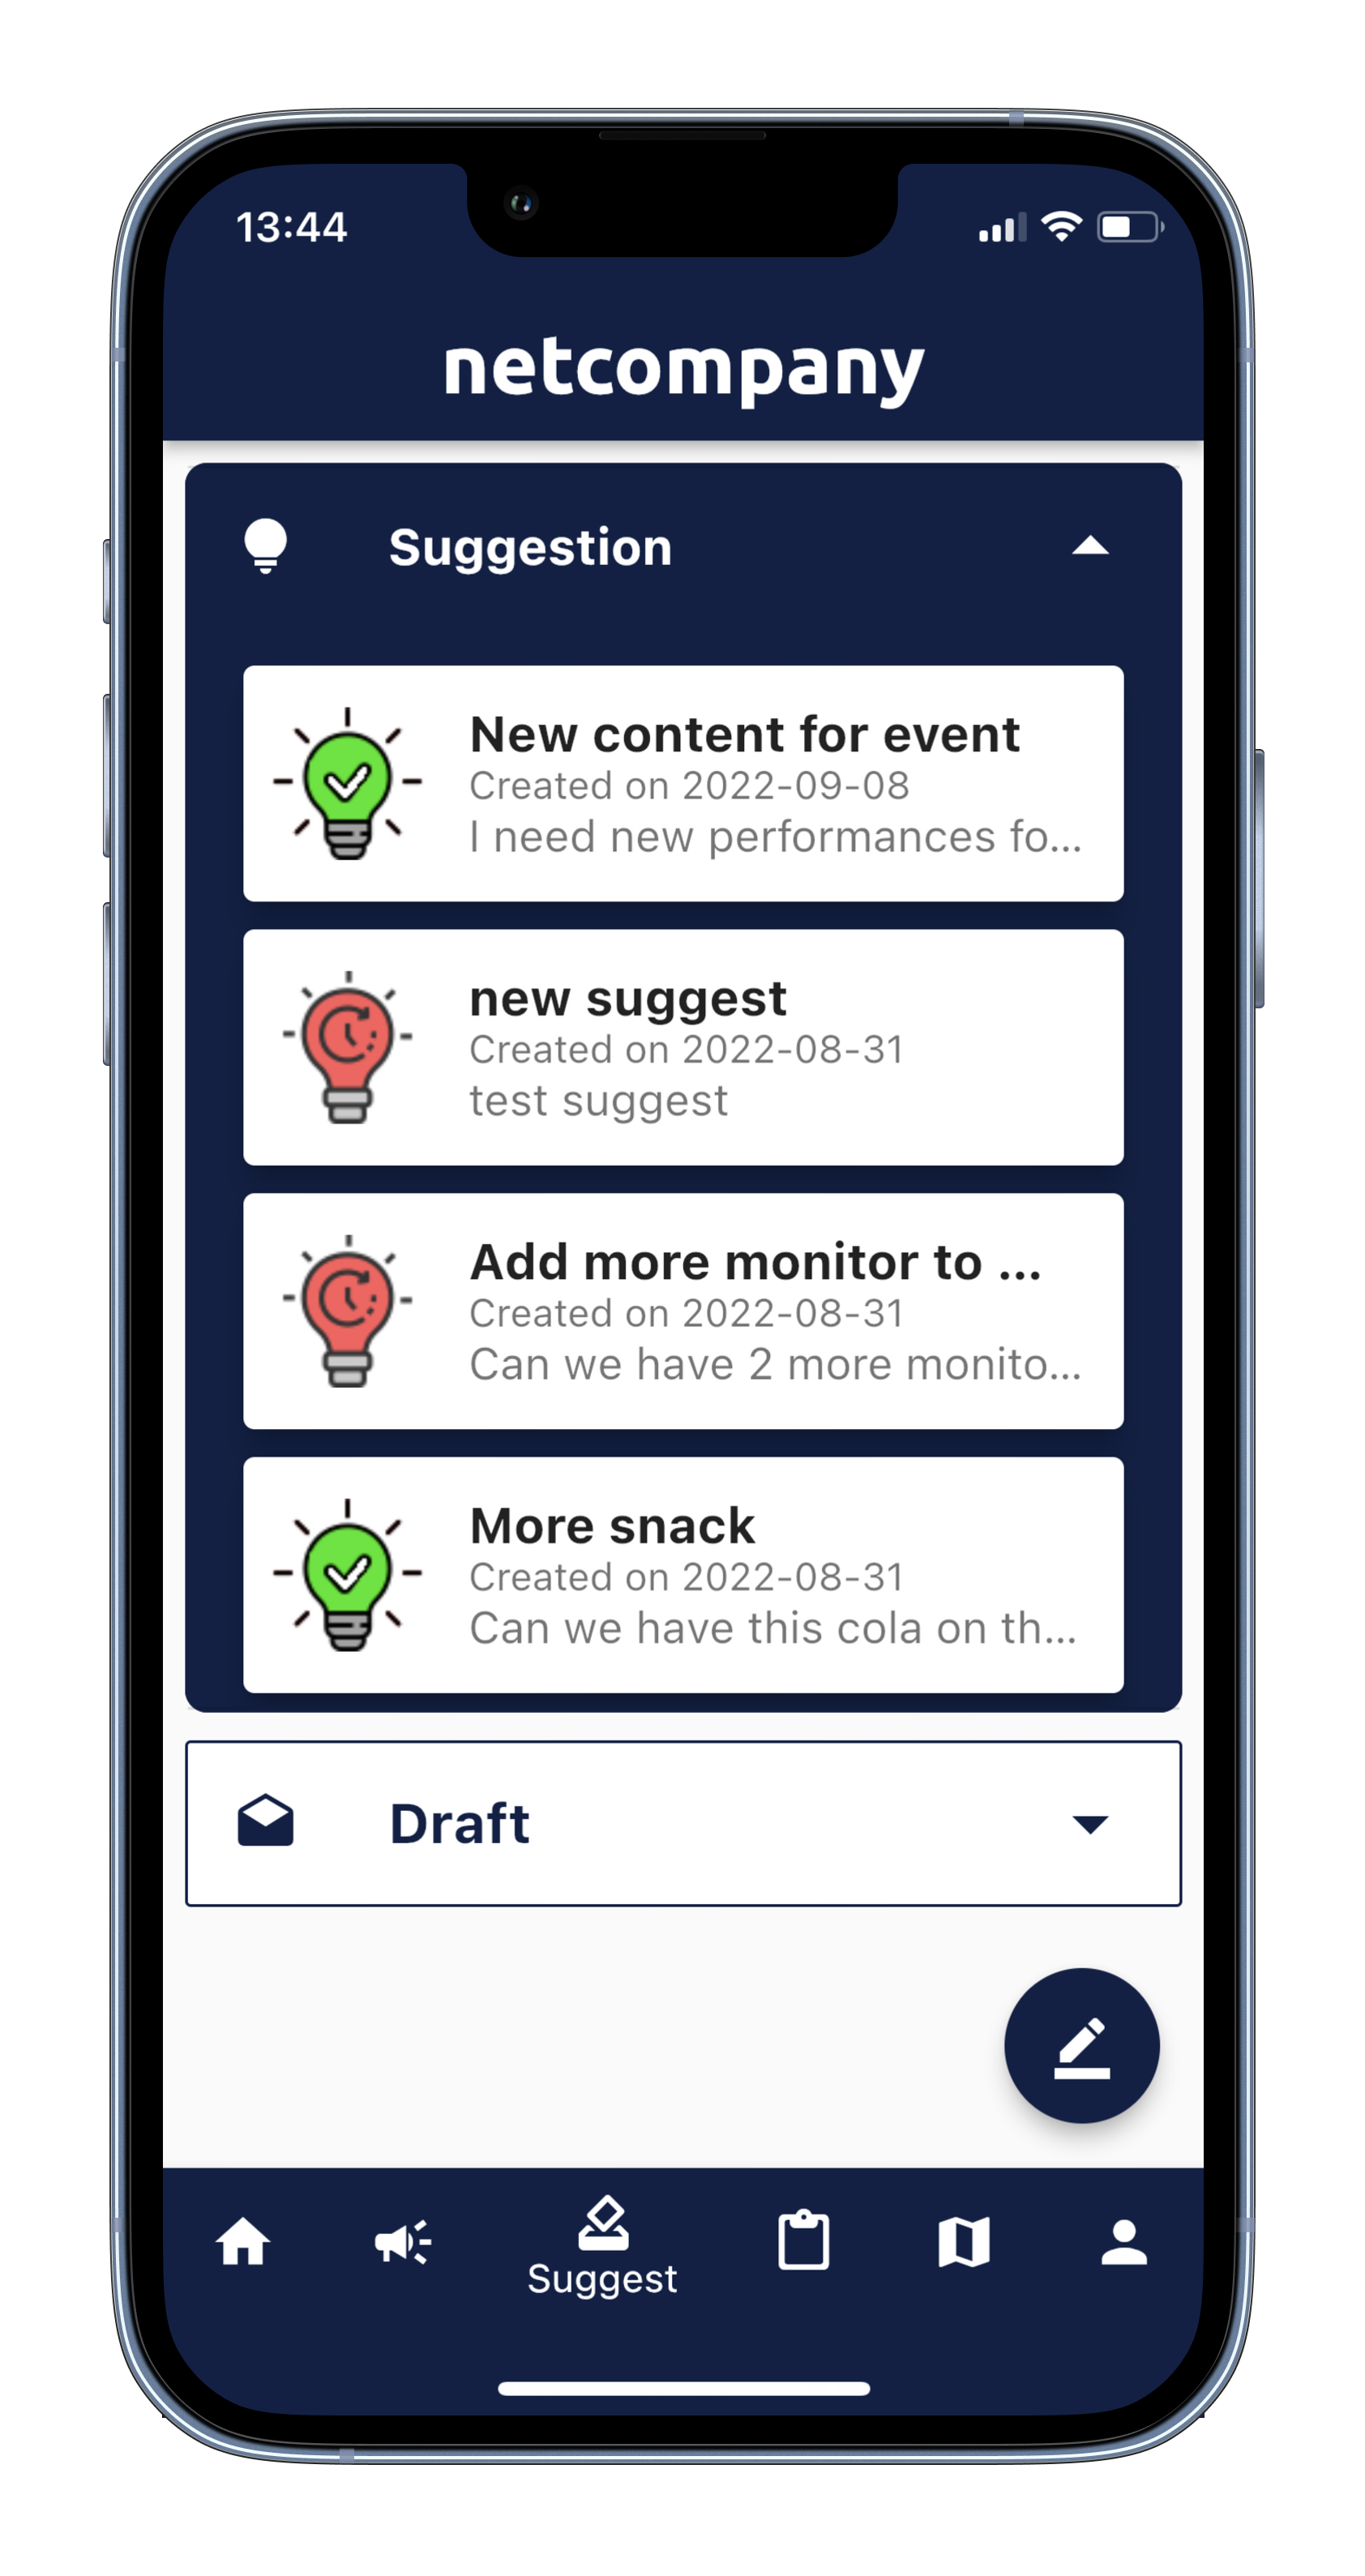 13:44
netcompany
Suggestion
New content for event
Created on 2022-09-08
I need new performances fo...
new suggest
Created on 2022-08-31
test suggest
Add more monitor to ...
Created on 2022-08-31
Can we have 2 more monito...
More snack
Created on 2022-08-31
Can we have this cola on th...
Draft
Suggest